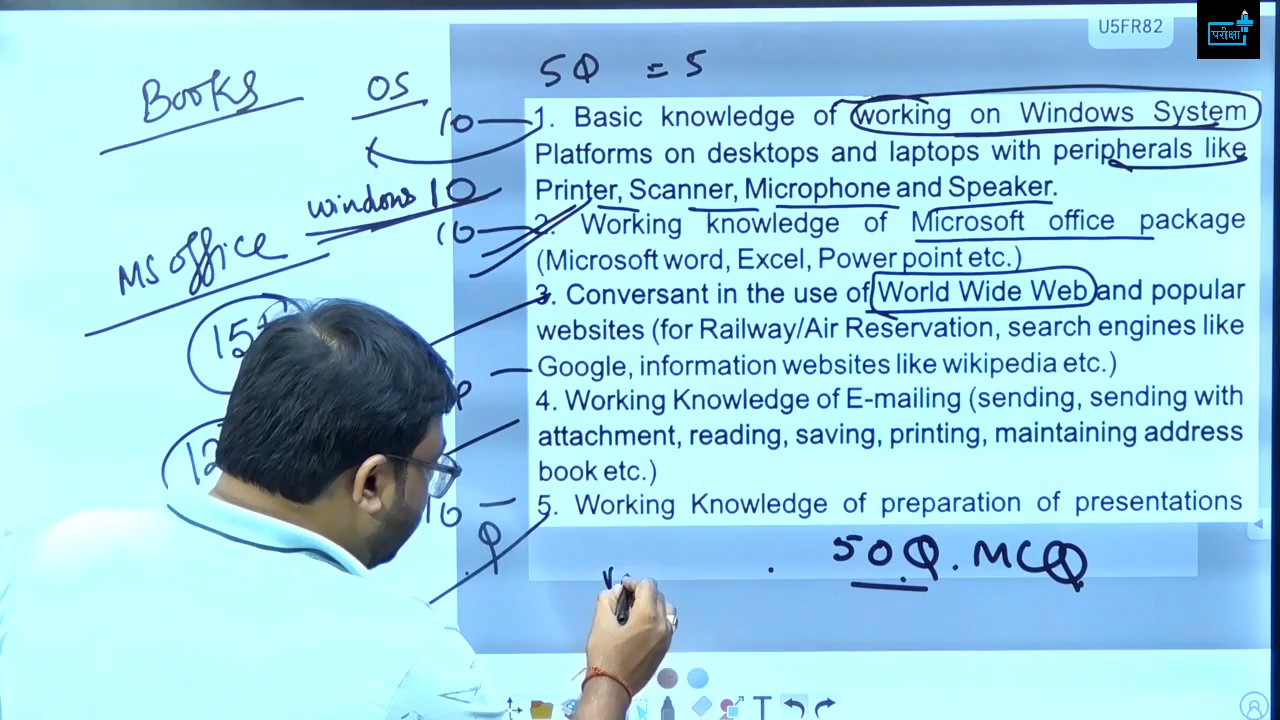 U5FR82
परीक्षा
Books
OS
5Q = 5
10
1. Basic knowledge of working on Windows System
Platforms on desktops and laptops with peripherals like
Printer, Scanner, Microphone and Speaker.
windows 10
10
2. Working knowledge of Microsoft office package
(Microsoft word, Excel, Power point etc.)
MS office
3. Conversant in the use of World Wide Web and popular
websites (for Railway/Air Reservation, search engines like
Google, information websites like wikipedia etc.)
4. Working Knowledge of E-mailing (sending, sending with
attachment, reading, saving, printing, maintaining address
book etc.)
10
5. Working Knowledge of preparation of presentations
Q
50Q. MCQ
T